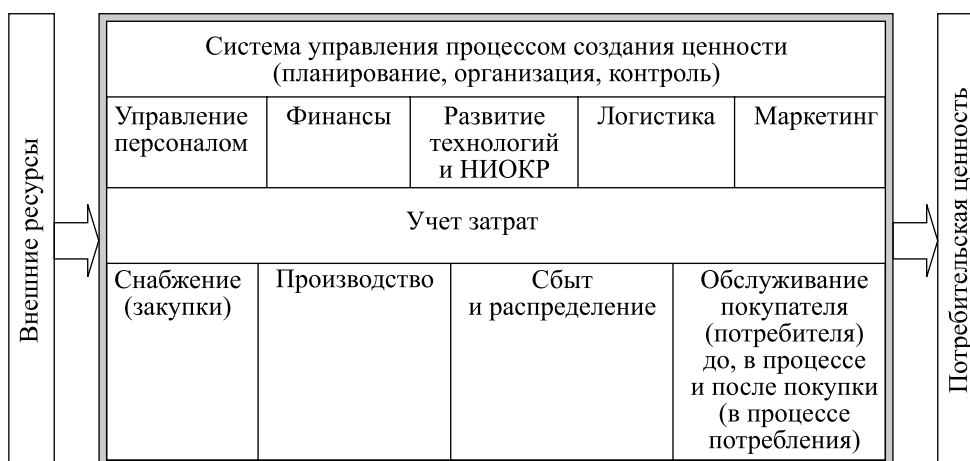 Внешние ресурсы
Система управления процессом создания ценности
(планирование, организация, контроль)
Управление
персоналом
Финансы
Развитие
технологий
и НИОКР
Логистика
Маркетинг
Учет затрат
Снабжение
(закупки)
Производство
Сбыт
и распределение
Обслуживание
покупателя
(потребителя)
до, в процессе
и после покупки
(в процессе
потребления)
Потребительская ценность